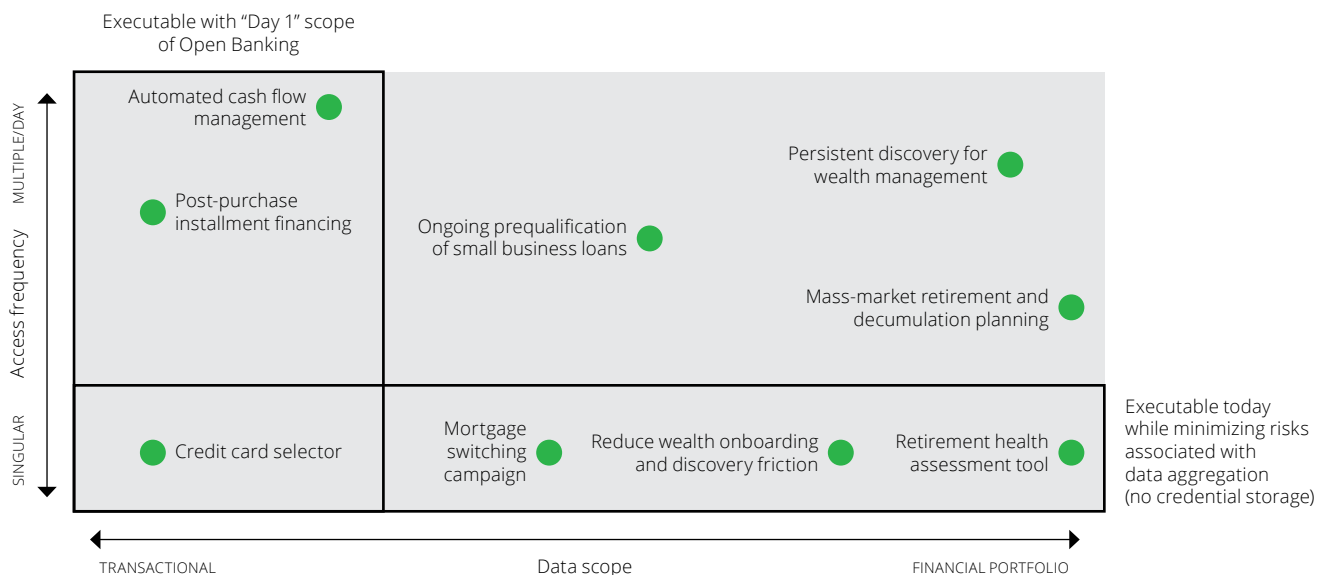 Executable with “Day 1” scope
of Open Banking
MULTIPLE/DAY
Access frequency
SINGULAR
Automated cash flow
management
Post-purchase
installment financing
Persistent discovery for
wealth management
Ongoing prequalification
of small business loans
Mass-market retirement and
decumulation planning
Credit card selector
Mortgage
switching
campaign
Reduce wealth onboarding
and discovery friction
Retirement health
assessment tool
Executable today
while minimizing risks
associated with
data aggregation
(no credential storage)
TRANSACTIONAL
Data scope
FINANCIAL PORTFOLIO